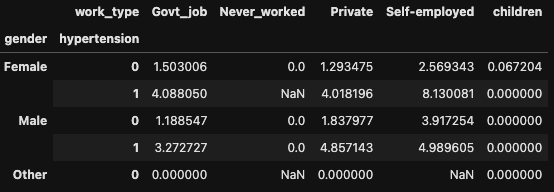 work_type Govt_job Never_worked Private Self-employed children
gender hypertension
Female 0 1.503006 0.0 1.293475 2.569343 0.067204
1 4.088050 NaN 4.018196 8.130081 0.000000
Male 0 1.188547 0.0 1.837977 3.917254 0.000000
1 3.272727 0.0 4.857143 4.989605 0.000000
Other 0 0.000000 NaN 0.000000 NaN 0.000000